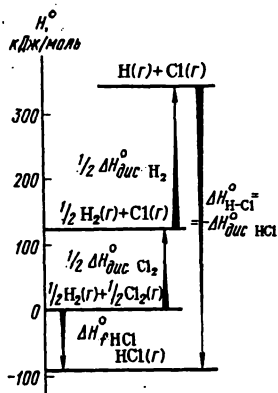 H,°
кДж/моль
H(г)+Cl(г)
300
1/2 ΔH°дис H₂
200
ΔH°H-Cl=
=ΔH°дис HCl
1/2 H₂(г)+Cl(г)
100
1/2 ΔH°дис Cl₂
1/2 H₂(г)+1/2 Cl₂(г)
0
ΔH°f HCl
HCl(г)
-100